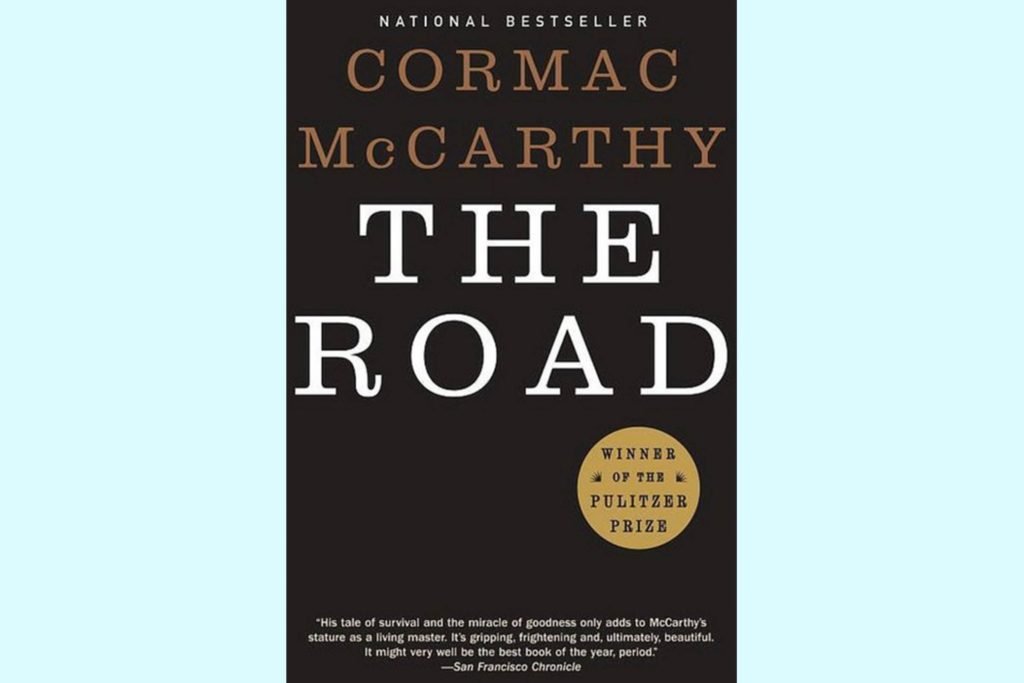 NATIONAL BESTSELLER
CORMAC
McCARTHY
THE
ROAD
WINNER
OF THE
PULITZER
PRIZE
“His tale of survival and the miracle of goodness only adds to McCarthy’s
stature as a living master. It’s gripping, frightening and, ultimately, beautiful.
It might very well be the best book of the year, period.”
—San Francisco Chronicle